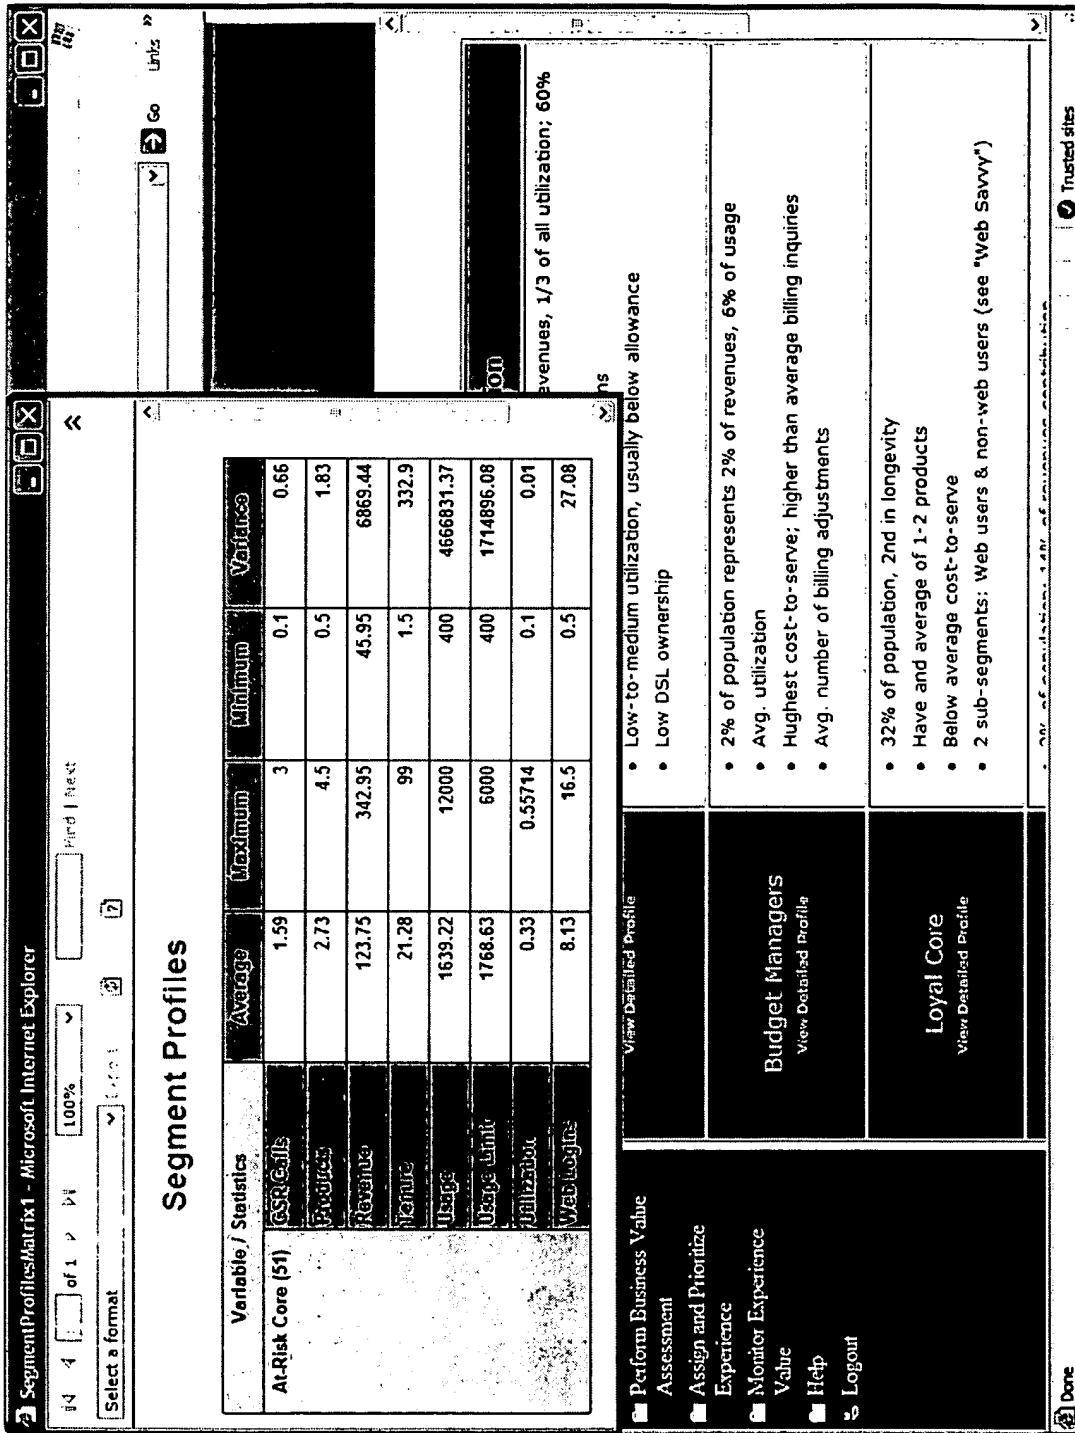 SegmentProfilesMatrix1 - Microsoft Internet Explorer
of 1
100%
Find | Next
Select a format
Segment Profiles
Variable / Statistics Average Maximum Minimum Variance
At-Risk Core (51) CSR Calls 1.59 3 0.1 0.66
Products 2.73 4.5 0.5 1.83
Revenue 123.75 342.95 45.95 6869.44
Tenure 21.28 99 1.5 332.9
Usage 1639.22 12000 400 4666831.37
Usage Limit 1768.63 6000 400 1714896.08
Utilization 0.33 0.55714 0.1 0.01
Web Logins 8.13 16.5 0.5 27.08
Go Links »
on
evenues, 1/3 of all utilization; 60%
ns
• Low-to-medium utilization, usually below allowance
• Low DSL ownership
View Detailed Profile
Budget Managers
View Detailed Profile
• 2% of population represents 2% of revenues, 6% of usage
• Avg. utilization
• Hughest cost-to-serve; higher than average billing inquiries
• Avg. number of billing adjustments
Loyal Core
View Detailed Profile
• 32% of population, 2nd in longevity
• Have and average of 1-2 products
• Below average cost-to-serve
• 2 sub-segments: Web users & non-web users (see "Web Savvy")
Perform Business Value
Assessment
Assign and Prioritize
Experience
Monitor Experience
Value
Help
Logout
Done
Trusted sites